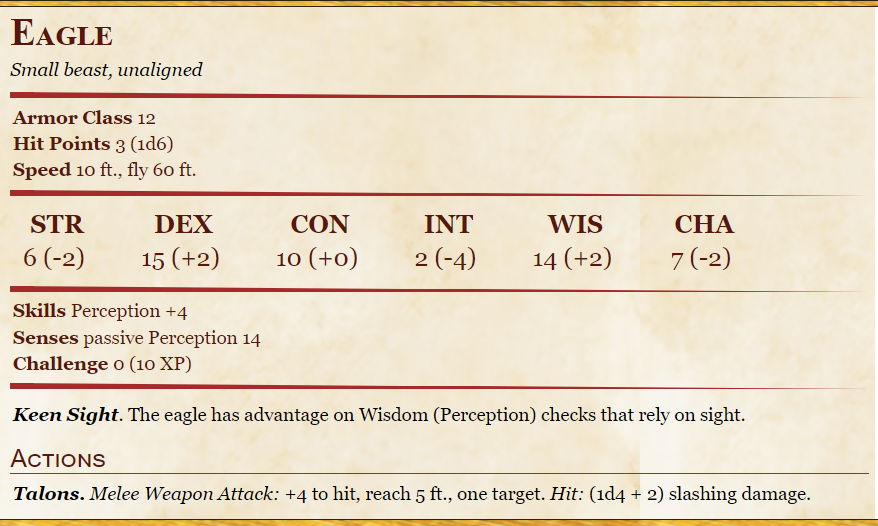 EAGLE
Small beast, unaligned
Armor Class 12
Hit Points 3 (1d6)
Speed 10 ft., fly 60 ft.
STR DEX CON INT WIS CHA
6 (-2) 15 (+2) 10 (+0) 2 (-4) 14 (+2) 7 (-2)
Skills Perception +4
Senses passive Perception 14
Challenge 0 (10 XP)
Keen Sight. The eagle has advantage on Wisdom (Perception) checks that rely on sight.
ACTIONS
Talons. Melee Weapon Attack: +4 to hit, reach 5 ft., one target. Hit: (1d4 + 2) slashing damage.